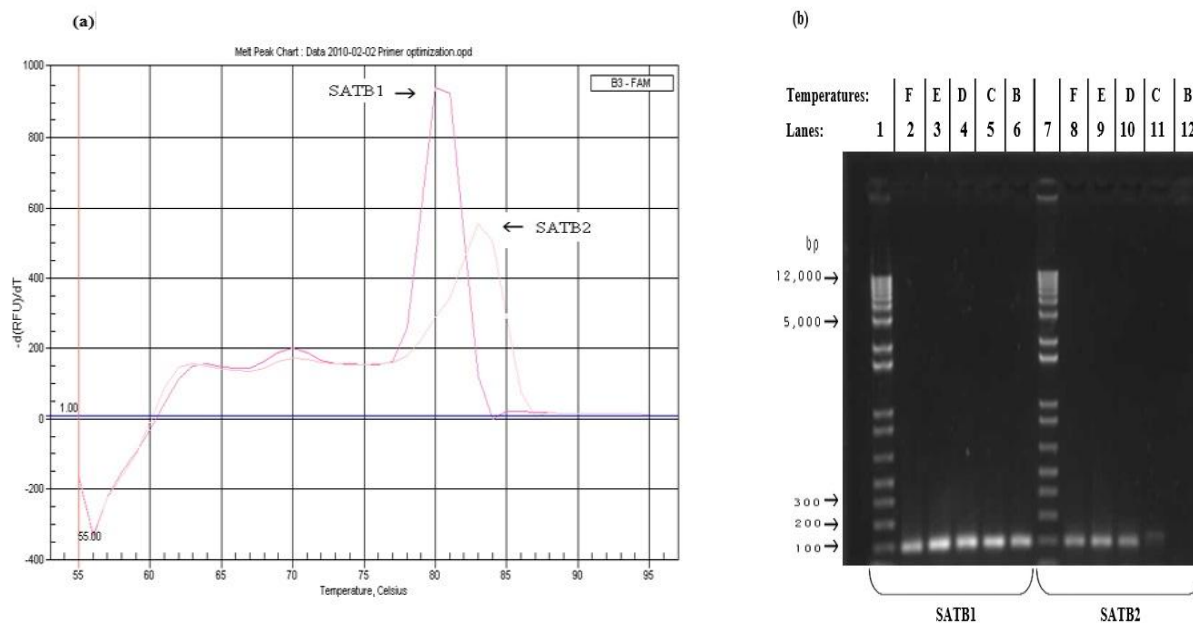 (a)
Melt Peak Chart : Data 2010-02-02 Primer optimization.opd
B3 - FAM
SATB1 →
← SATB2
1000
800
600
400
200
0
-200
-400
-d(RFU)/dT
1.00
55.00
55 60 65 70 75 80 85 90 95
Temperature, Celsius
(b)
Temperatures: F E D C B F E D C B
Lanes: 1 2 3 4 5 6 7 8 9 10 11 12
bp
12,000→
5,000→
300→
200→
100→
SATB1 SATB2